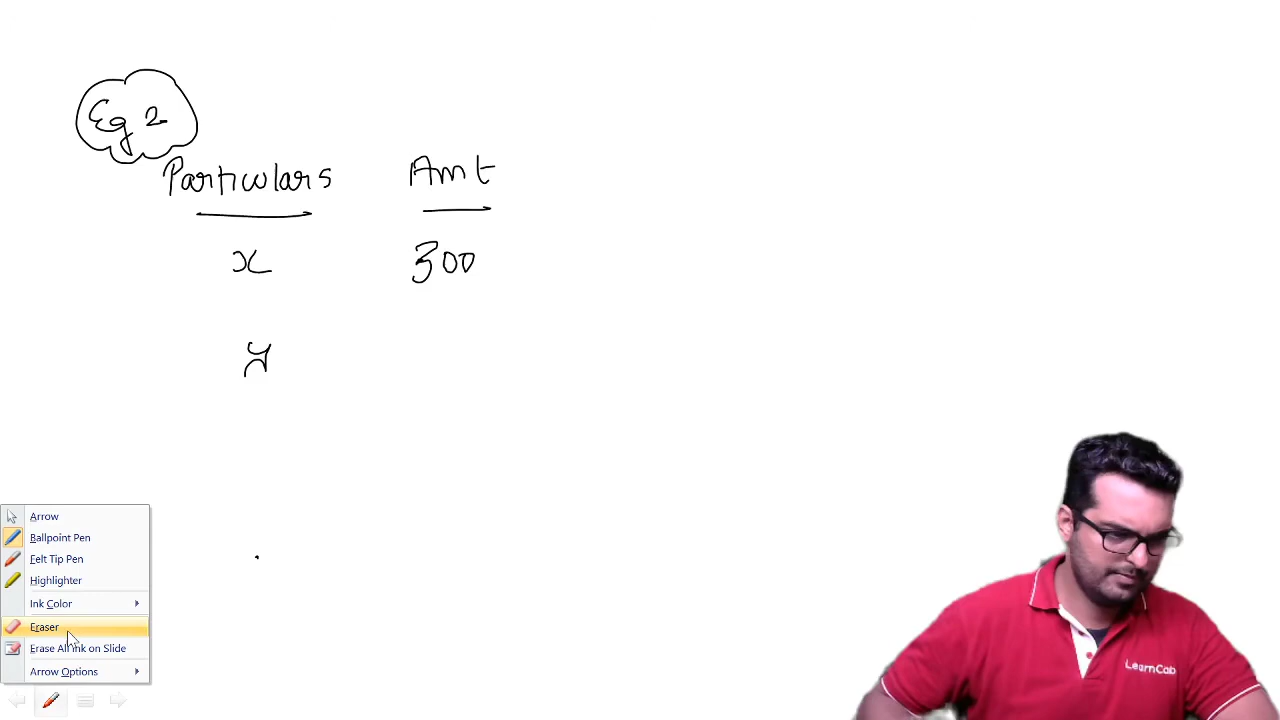 Eg 2
Particulars Amt
x 300
Arrow
Ballpoint Pen
Felt Tip Pen
Highlighter
Ink Color
Eraser
Erase All Ink on Slide
Arrow Options
LearnCab